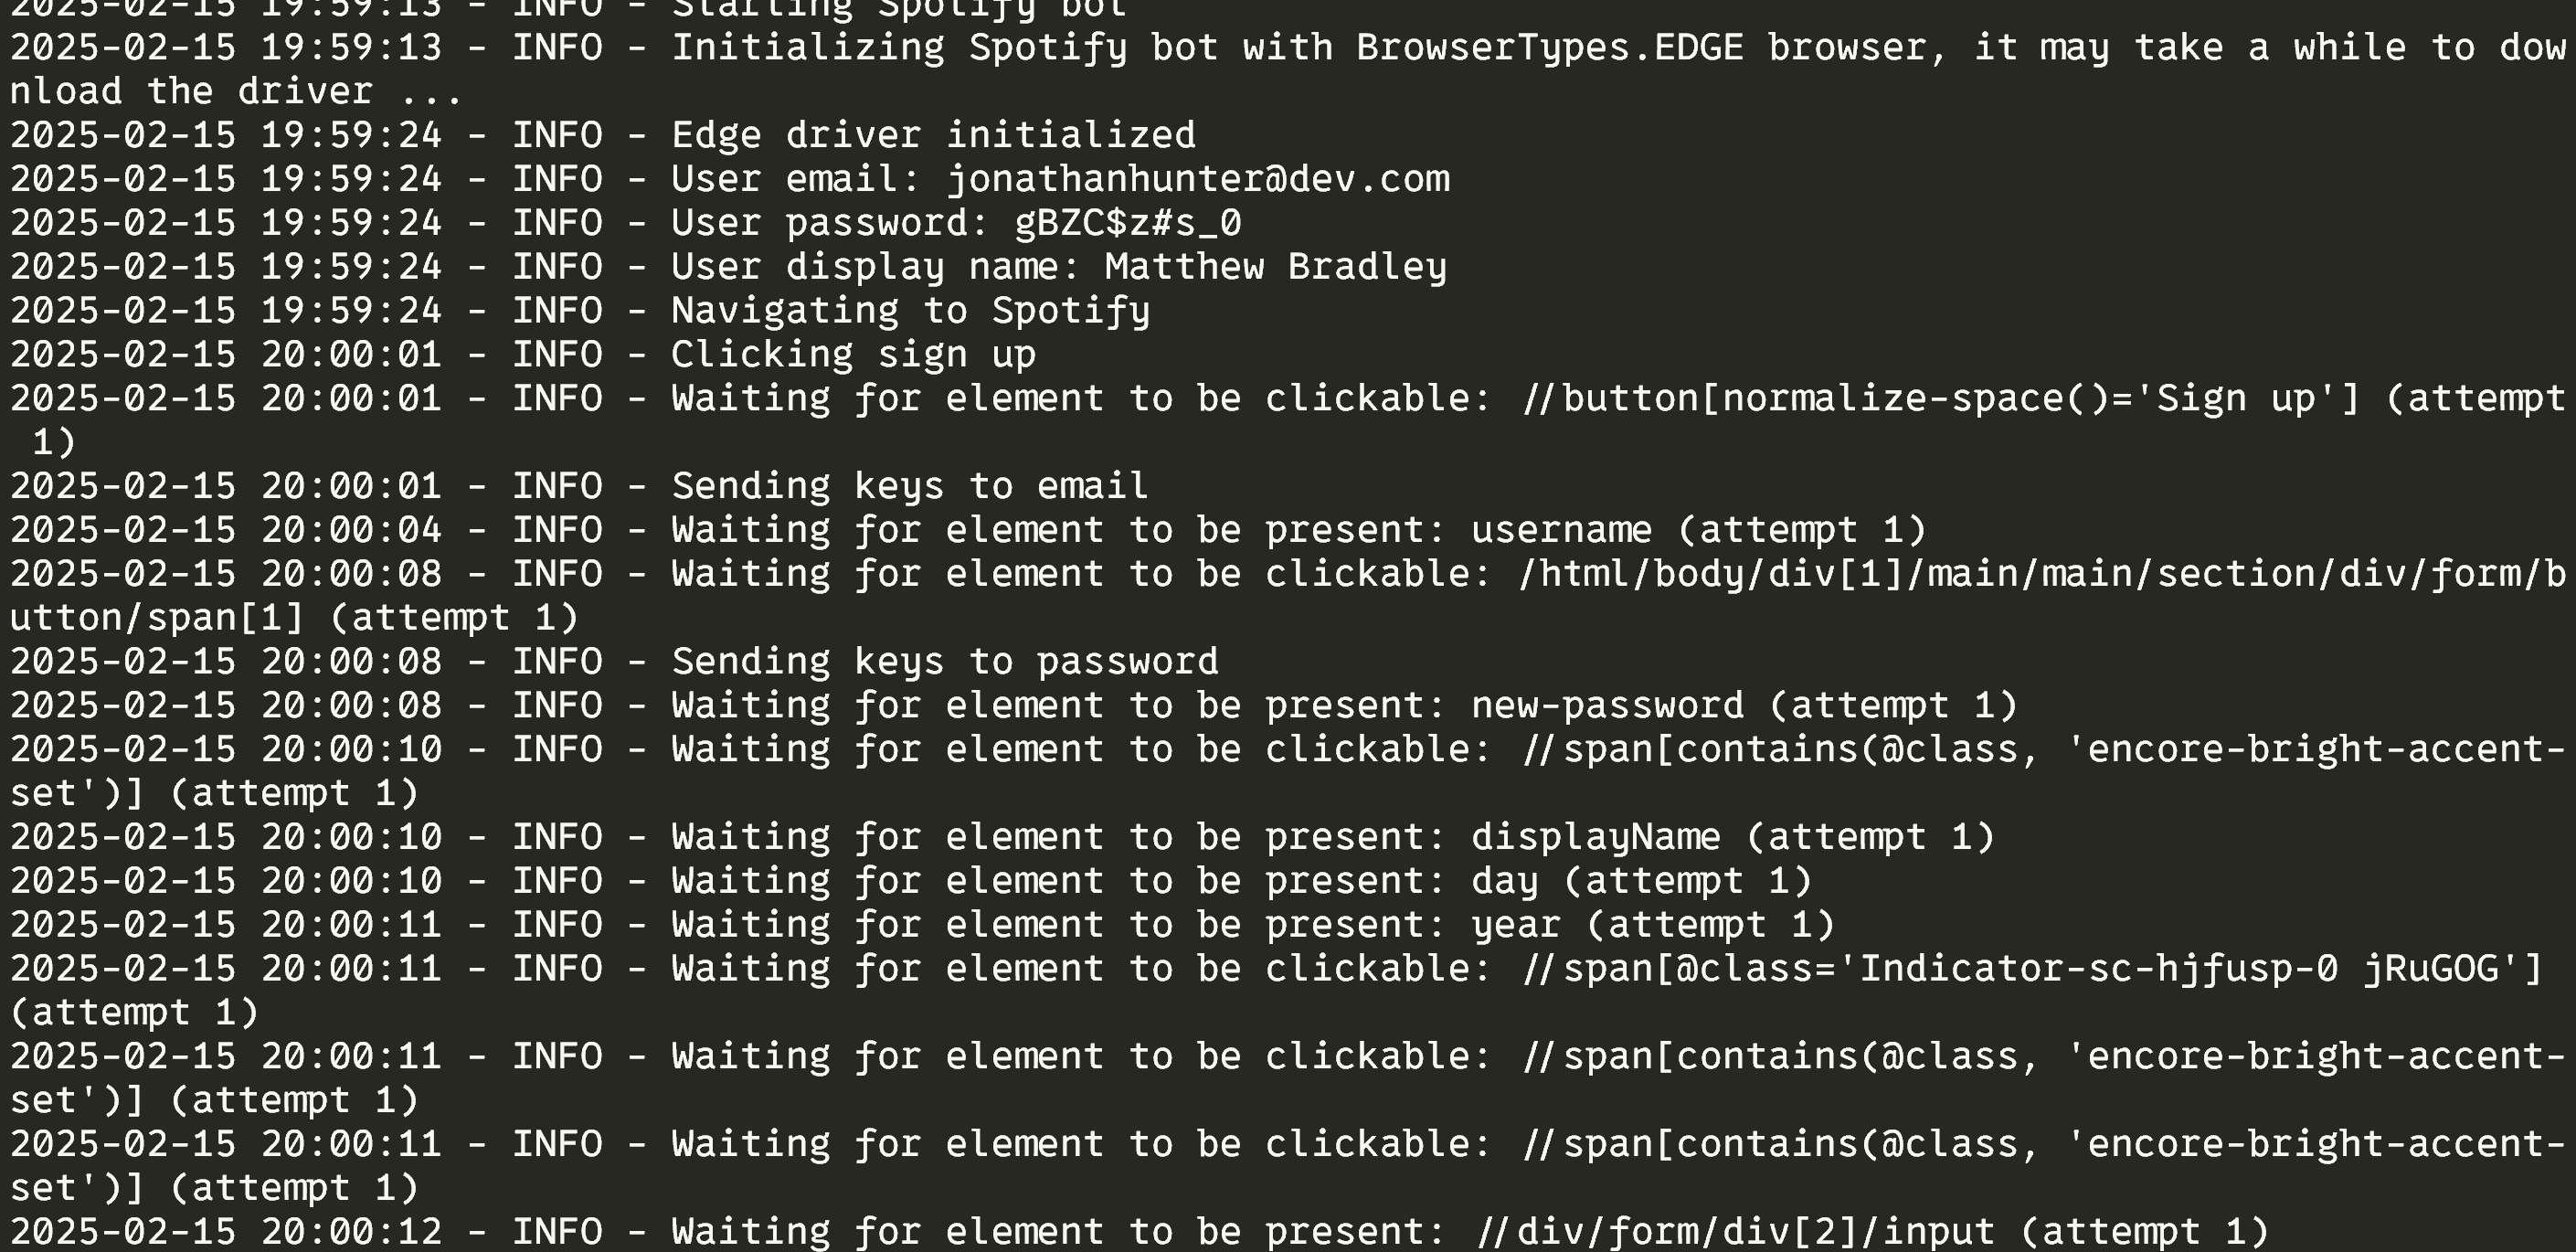 2025-02-15 19:59:13 - INFO - Starting Spotify bot
2025-02-15 19:59:13 - INFO - Initializing Spotify bot with BrowserTypes.EDGE browser, it may take a while to dow
nload the driver ...
2025-02-15 19:59:24 - INFO - Edge driver initialized
2025-02-15 19:59:24 - INFO - User email: jonathanhunter@dev.com
2025-02-15 19:59:24 - INFO - User password: gBZC$z#s_0
2025-02-15 19:59:24 - INFO - User display name: Matthew Bradley
2025-02-15 19:59:24 - INFO - Navigating to Spotify
2025-02-15 20:00:01 - INFO - Clicking sign up
2025-02-15 20:00:01 - INFO - Waiting for element to be clickable: //button[normalize-space()='Sign up'] (attempt
 1)
2025-02-15 20:00:01 - INFO - Sending keys to email
2025-02-15 20:00:04 - INFO - Waiting for element to be present: username (attempt 1)
2025-02-15 20:00:08 - INFO - Waiting for element to be clickable: /html/body/div[1]/main/main/section/div/form/b
utton/span[1] (attempt 1)
2025-02-15 20:00:08 - INFO - Sending keys to password
2025-02-15 20:00:08 - INFO - Waiting for element to be present: new-password (attempt 1)
2025-02-15 20:00:10 - INFO - Waiting for element to be clickable: //span[contains(@class, 'encore-bright-accent-
set')] (attempt 1)
2025-02-15 20:00:10 - INFO - Waiting for element to be present: displayName (attempt 1)
2025-02-15 20:00:10 - INFO - Waiting for element to be present: day (attempt 1)
2025-02-15 20:00:11 - INFO - Waiting for element to be present: year (attempt 1)
2025-02-15 20:00:11 - INFO - Waiting for element to be clickable: //span[@class='Indicator-sc-hjfusp-0 jRuGOG']
(attempt 1)
2025-02-15 20:00:11 - INFO - Waiting for element to be clickable: //span[contains(@class, 'encore-bright-accent-
set')] (attempt 1)
2025-02-15 20:00:11 - INFO - Waiting for element to be clickable: //span[contains(@class, 'encore-bright-accent-
set')] (attempt 1)
2025-02-15 20:00:12 - INFO - Waiting for element to be present: //div/form/div[2]/input (attempt 1)